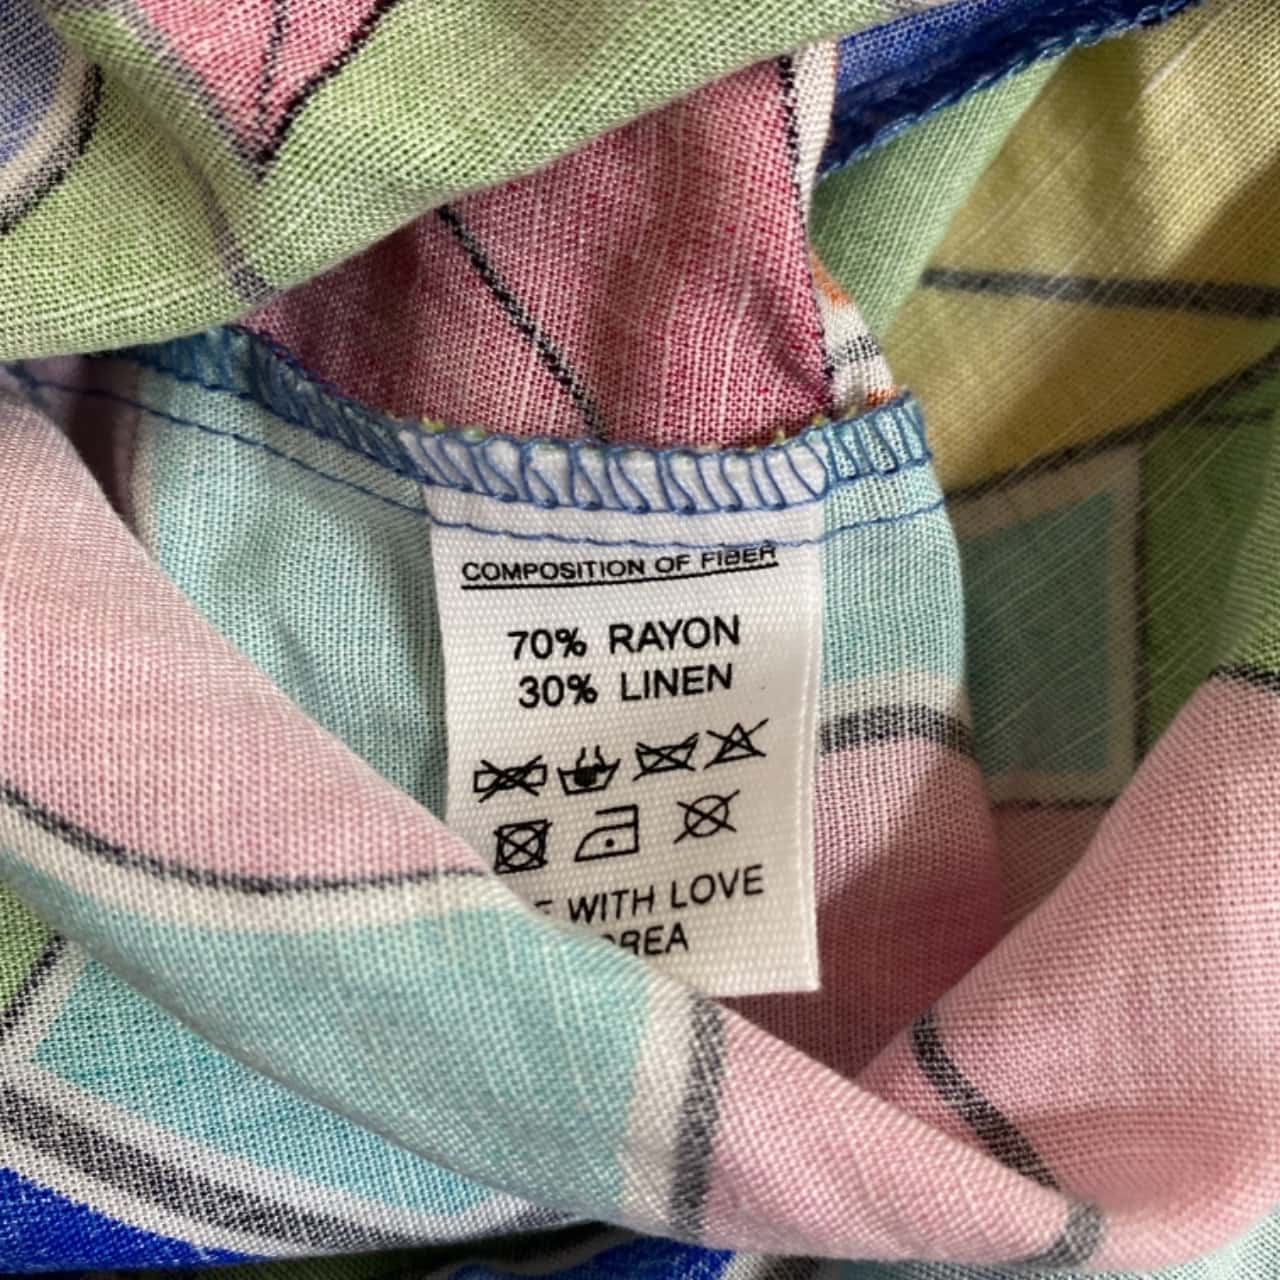 COMPOSITION OF FIBER
70% RAYON
30% LINEN
WITH LOVE